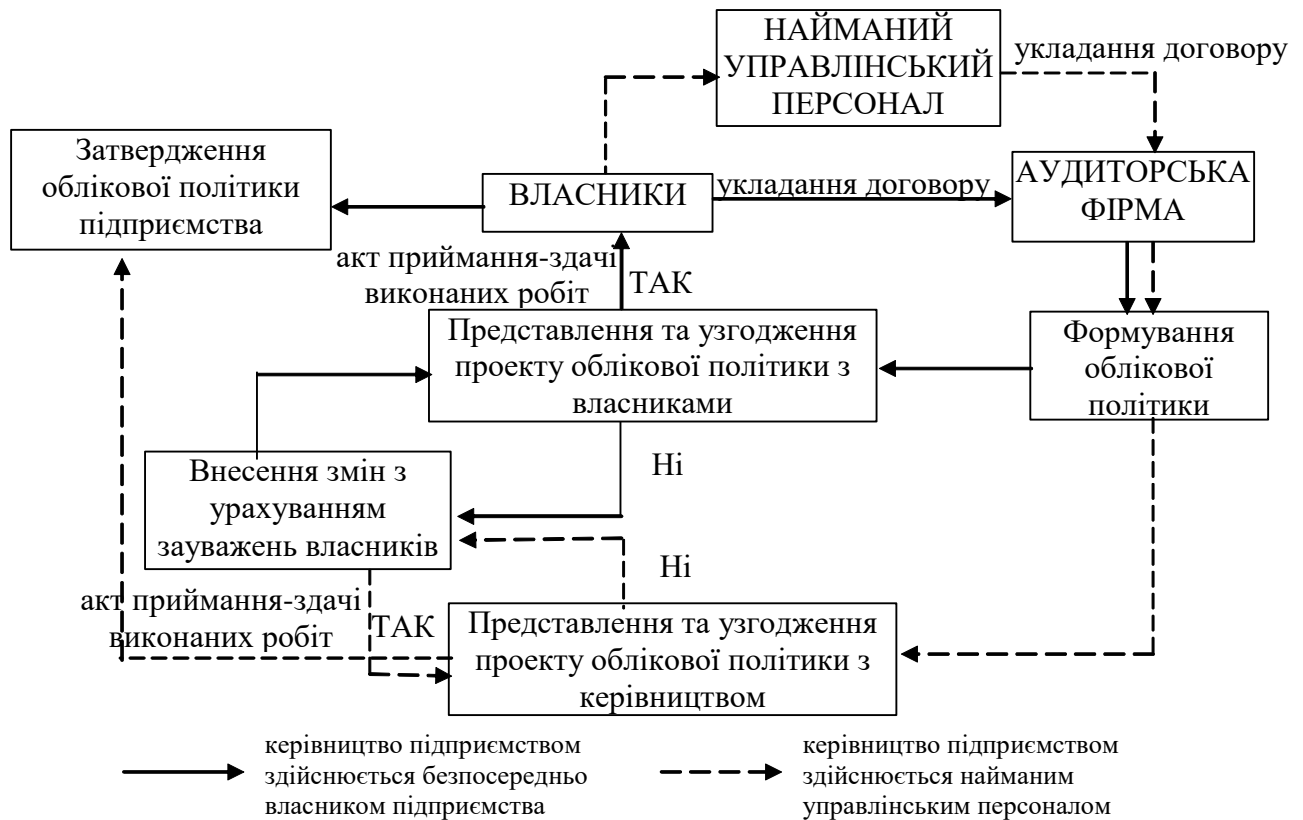 НАЙМАНИЙ
УПРАВЛІНСЬКИЙ
ПЕРСОНАЛ
укладання договору
Затвердження
облікової політики
підприємства
ВЛАСНИКИ
укладання договору
АУДИТОРСЬКА
ФІРМА
акт приймання-здачі
виконаних робіт
ТАК
Представлення та узгодження
проекту облікової політики з
власниками
Формування
облікової
політики
Ні
Внесення змін з
урахуванням
зауважень власників
Ні
акт приймання-здачі
виконаних робіт
ТАК
Представлення та узгодження
проекту облікової політики з
керівництвом
керівництво підприємством
здійснюється безпосередньо
власником підприємства
керівництво підприємством
здійснюється найманим
управлінським персоналом